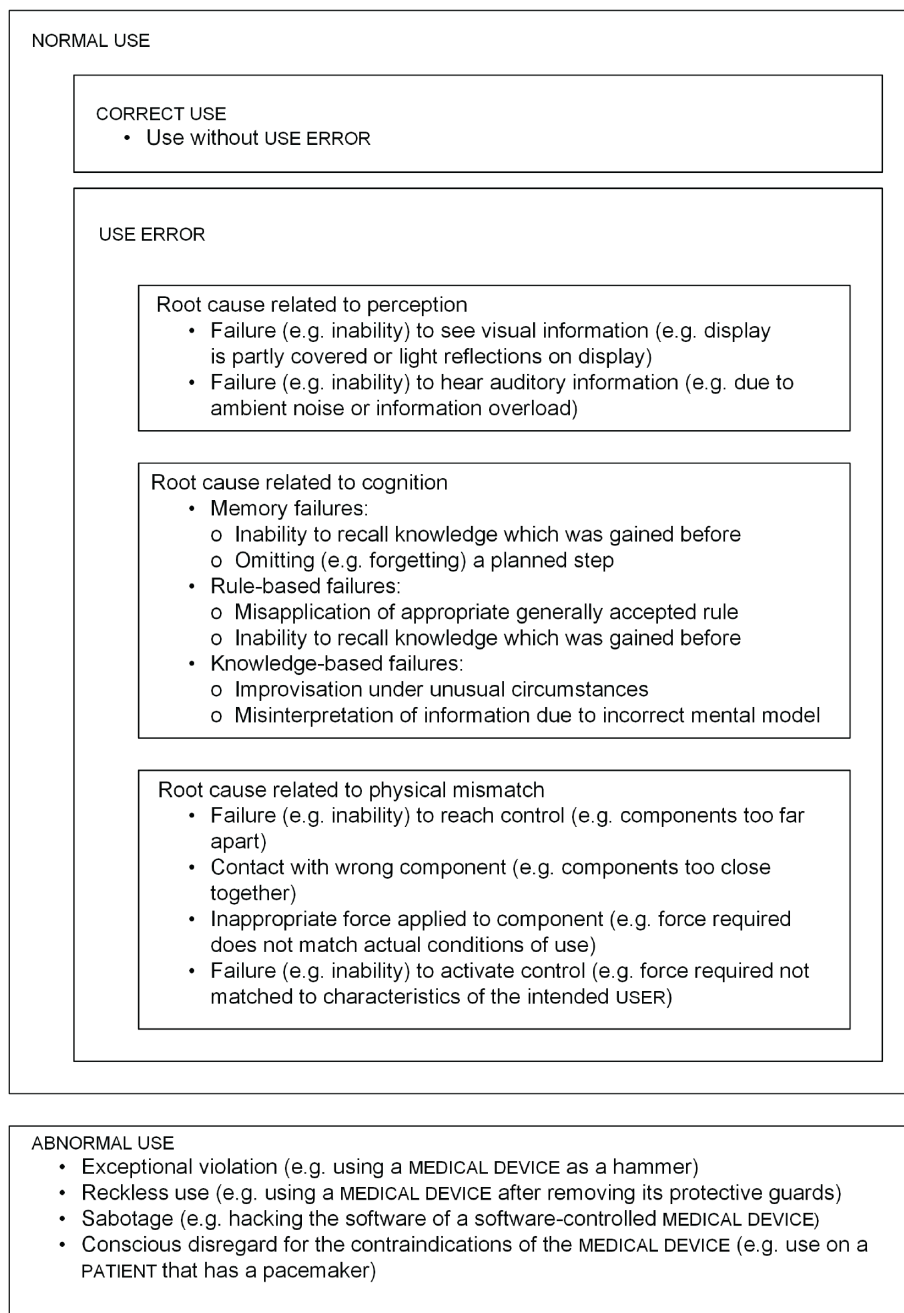 NORMAL USE
CORRECT USE
• Use without USE ERROR
USE ERROR
Root cause related to perception
• Failure (e.g. inability) to see visual information (e.g. display
is partly covered or light reflections on display)
• Failure (e.g. inability) to hear auditory information (e.g. due to
ambient noise or information overload)
Root cause related to cognition
• Memory failures:
o Inability to recall knowledge which was gained before
o Omitting (e.g. forgetting) a planned step
• Rule-based failures:
o Misapplication of appropriate generally accepted rule
o Inability to recall knowledge which was gained before
• Knowledge-based failures:
o Improvisation under unusual circumstances
o Misinterpretation of information due to incorrect mental model
Root cause related to physical mismatch
• Failure (e.g. inability) to reach control (e.g. components too far
apart)
• Contact with wrong component (e.g. components too close
together)
• Inappropriate force applied to component (e.g. force required
does not match actual conditions of use)
• Failure (e.g. inability) to activate control (e.g. force required not
matched to characteristics of the intended USER)
ABNORMAL USE
• Exceptional violation (e.g. using a MEDICAL DEVICE as a hammer)
• Reckless use (e.g. using a MEDICAL DEVICE after removing its protective guards)
• Sabotage (e.g. hacking the software of a software-controlled MEDICAL DEVICE)
• Conscious disregard for the contraindications of the MEDICAL DEVICE (e.g. use on a
PATIENT that has a pacemaker)